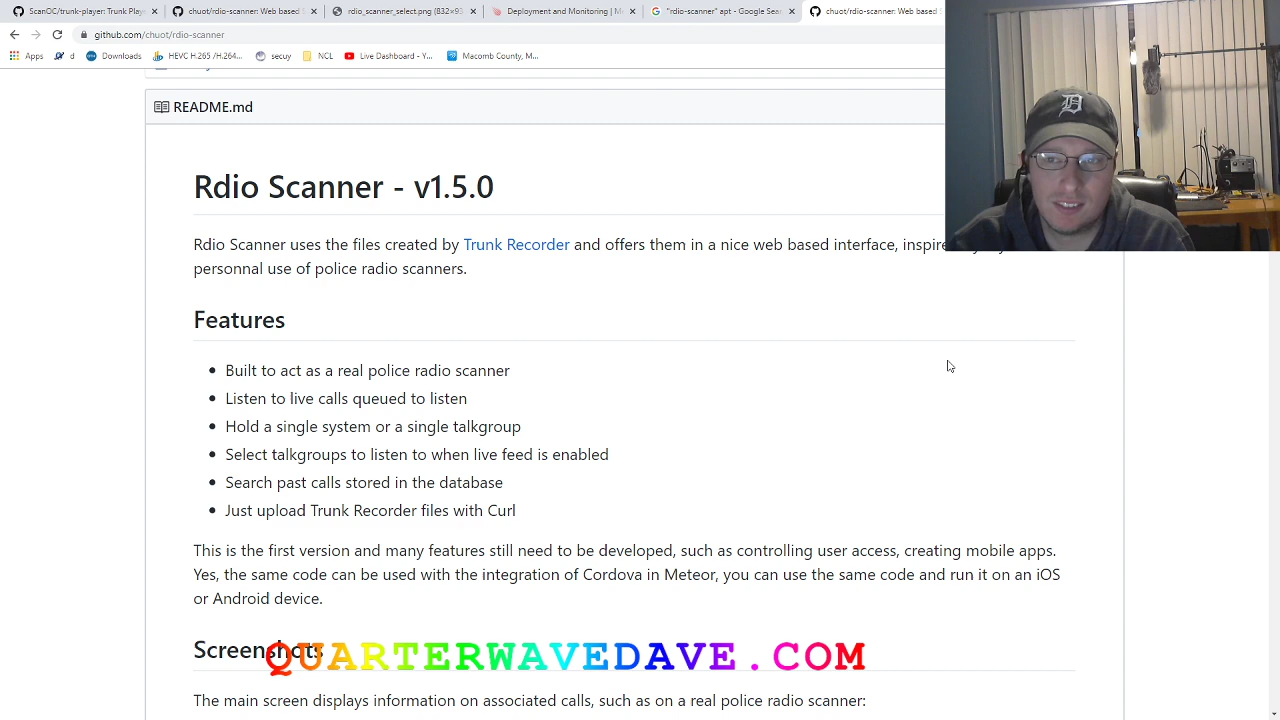 ScanOC/trunk-player: Trunk Playe
chuot/rdio-scanner: Web based S
rdio_scanner_select.png (832×93
Deployment and Monitoring | Me
"rdio-scanner" apt - Google Sear
chuot/rdio-scanner: Web based S
github.com/chuot/rdio-scanner
Apps
d
Downloads
HEVC H.265 /H.264...
secuy
NCL
Live Dashboard - Y...
Macomb County, M...
README.md
Rdio Scanner - v1.5.0
Rdio Scanner uses the files created by Trunk Recorder and offers them in a nice web based interface,
personnal use of police radio scanners.
Features
Built to act as a real police radio scanner
Listen to live calls queued to listen
Hold a single system or a single talkgroup
Select talkgroups to listen to when live feed is enabled
Search past calls stored in the database
Just upload Trunk Recorder files with Curl
This is the first version and many features still need to be developed, such as controlling user access, creating mobile apps.
Yes, the same code can be used with the integration of Cordova in Meteor, you can use the same code and run it on an iOS
or Android device.
Screenshots
QUARTERWAVEDAVE.COM
The main screen displays information on associated calls, such as on a real police radio scanner: